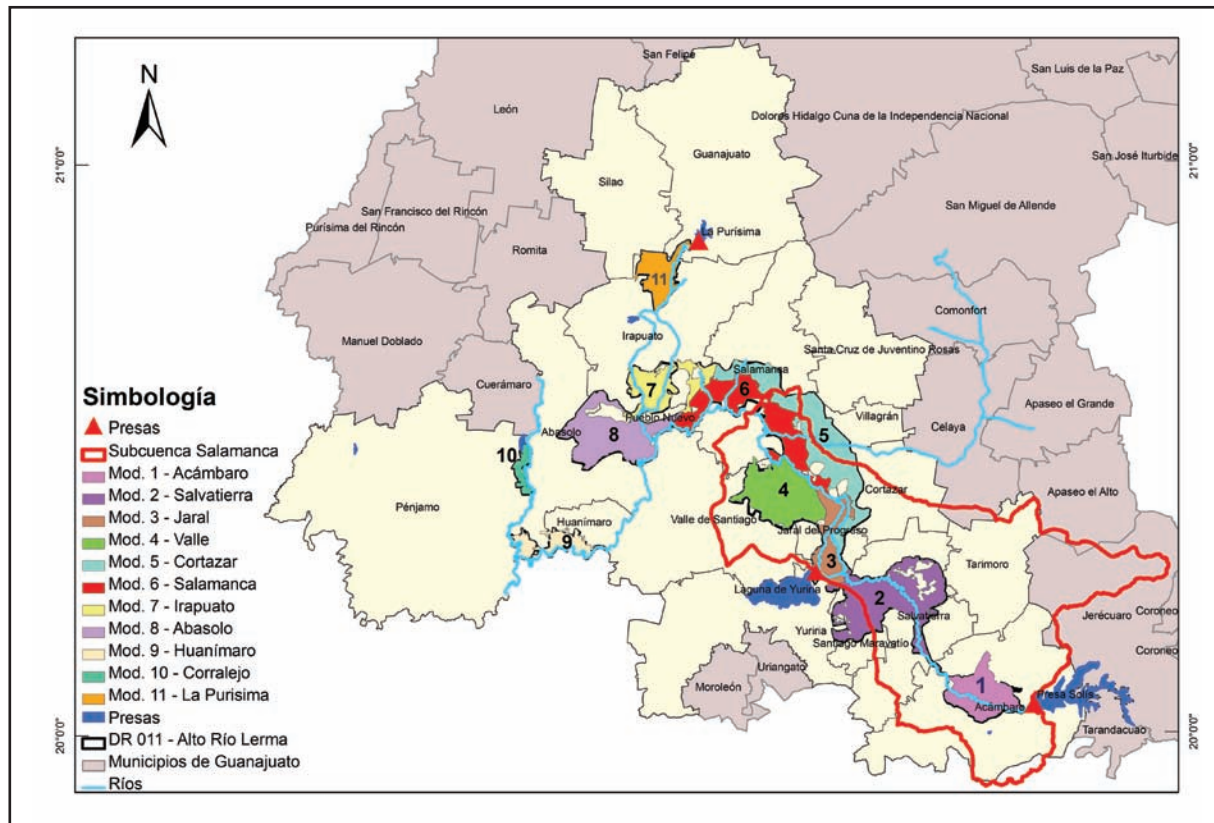 N
San Felipe
San Luis de la Paz
León
Dolores Hidalgo Cuna de la Independencia Nacional
21°0'0"
Guanajuato
San José Iturbide
21°0'0"
Silao
San Miguel de Allende
San Francisco del Rincón
Purísima del Rincón
La Purísima
Romita
11
Comonfort
Irapuato
Manuel Doblado
Santa Cruz de Juventino Rosas
Salamanca
Cuerámaro
7
6
Apaseo el Grande
Pueblo Nuevo
Villagrán
Celaya
Abasolo
8
5
10
Apaseo el Alto
4
Cortazar
Pénjamo
Huanímaro
Valle de Santiago
Jaral del Progreso
9
3
Tarimoro
Laguna de Yuriria
2
Jerécuaro
Coroneo
Salvatierra
Yuriria
Santiago Maravatío
Coroneo
Uriangato
Moroleón
1
Presa Solís
Acámbaro
Tarandacuao
20°0'0"
20°0'0"
Simbología
Presas
Subcuenca Salamanca
Mod. 1 - Acámbaro
Mod. 2 - Salvatierra
Mod. 3 - Jaral
Mod. 4 - Valle
Mod. 5 - Cortazar
Mod. 6 - Salamanca
Mod. 7 - Irapuato
Mod. 8 - Abasolo
Mod. 9 - Huanímaro
Mod. 10 - Corralejo
Mod. 11 - La Purisima
Presas
DR 011 - Alto Río Lerma
Municipios de Guanajuato
Ríos